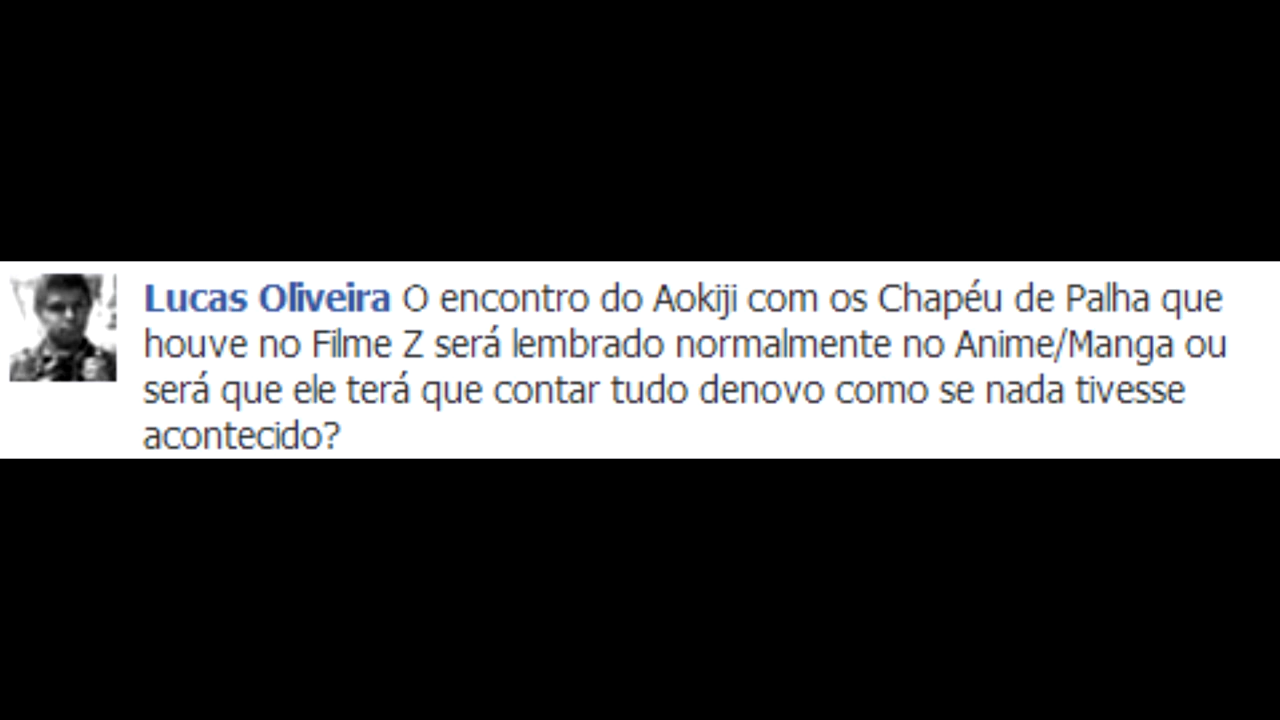 Lucas Oliveira O encontro do Aokiji com os Chapéu de Palha que
houve no Filme Z será lembrado normalmente no Anime/Manga ou
será que ele terá que contar tudo denovo como se nada tivesse
acontecido?